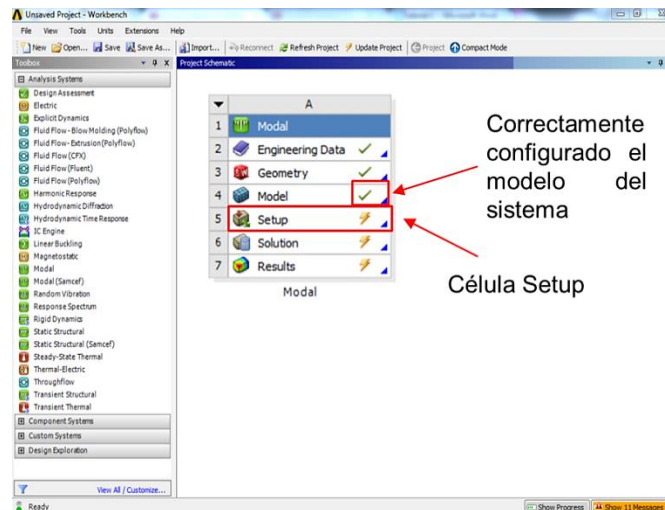 Unsaved Project - Workbench
File View Tools Units Extensions Help
New Open... Save Save As... Import... Reconnect Refresh Project Update Project Project Compact Mode
Toolbox
Project Schematic
Analysis Systems
Design Assessment
Electric
Explicit Dynamics
Fluid Flow - Blow Molding (Polyflow)
Fluid Flow - Extrusion (Polyflow)
Fluid Flow (CFX)
Fluid Flow (Fluent)
Fluid Flow (Polyflow)
Harmonic Response
Hydrodynamic Diffraction
Hydrodynamic Time Response
IC Engine
Linear Buckling
Magnetostatic
Modal
Modal (Samcef)
Random Vibration
Response Spectrum
Rigid Dynamics
Static Structural
Static Structural (Samcef)
Steady-State Thermal
Thermal-Electric
Throughflow
Transient Structural
Transient Thermal
Component Systems
Custom Systems
Design Exploration
View All / Customize...
A
1 Modal
2 Engineering Data
3 Geometry
4 Model
5 Setup
6 Solution
7 Results
Modal
Correctamente
configurado el
modelo del
sistema
Célula Setup
Ready
Show Progress Show 11 Messages